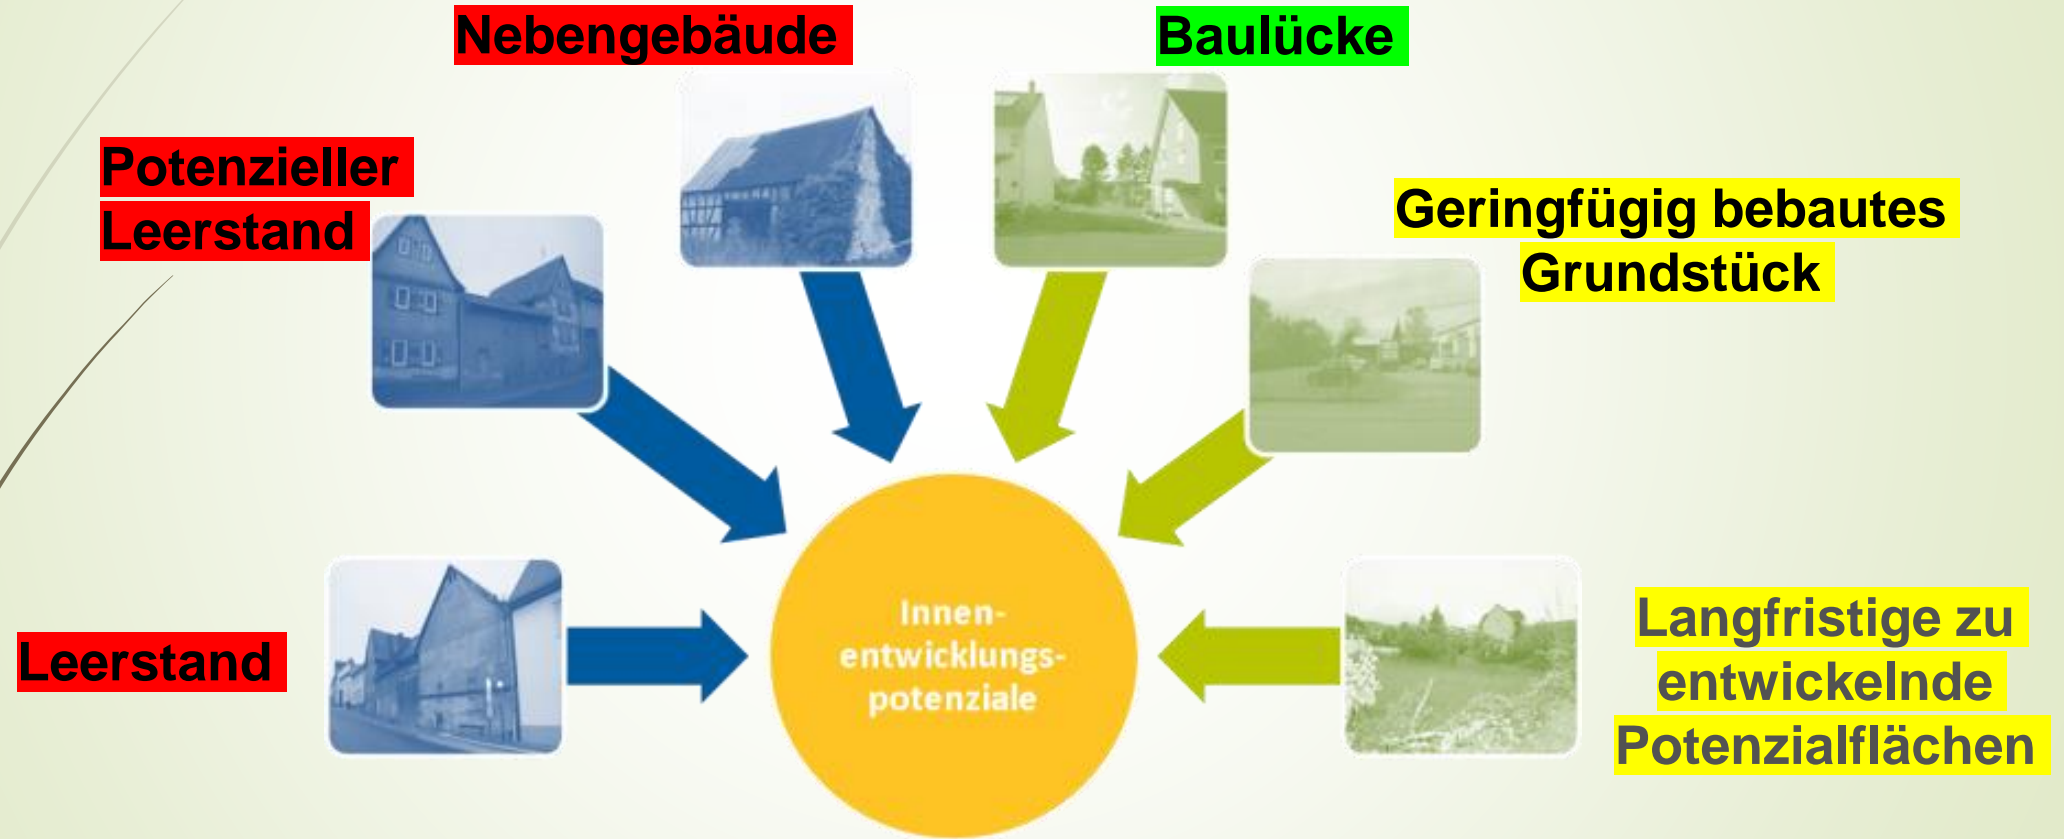 Nebengebäude
Baulücke
Potenzieller
Leerstand
Geringfügig bebautes
Grundstück
Leerstand
Innen-
entwicklungs-
potenziale
Langfristige zu
entwickelnde
Potenzialflächen